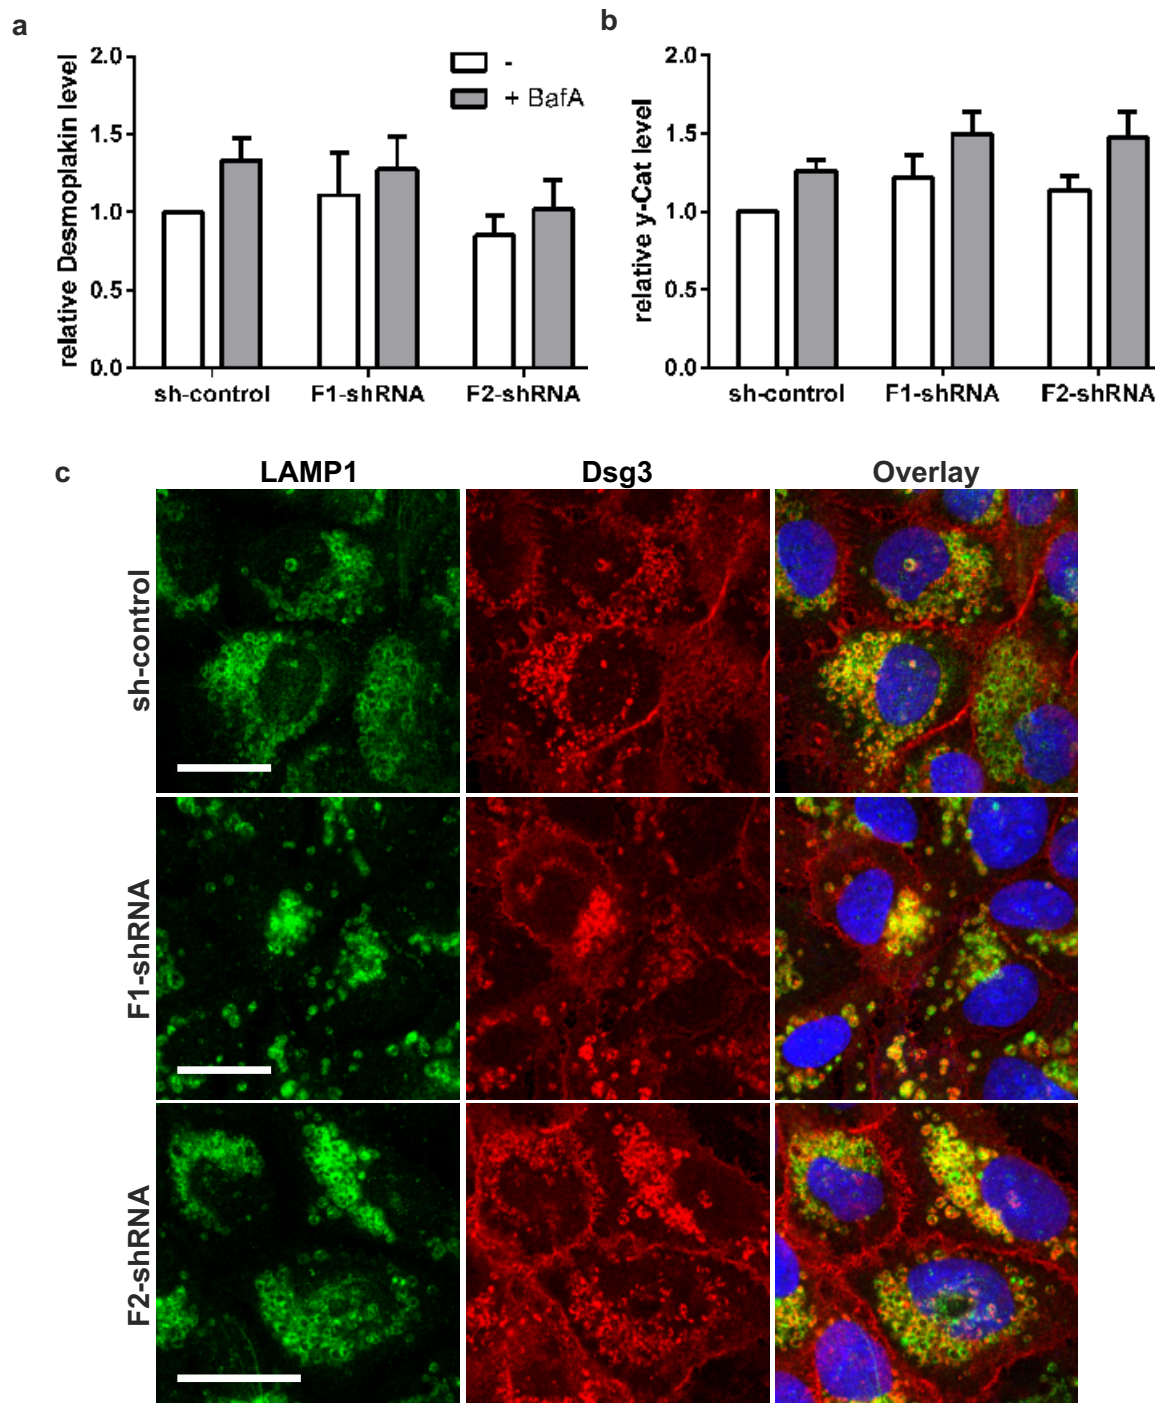 a
relative Desmoplakin level
2.0
1.5
1.0
0.5
0.0
-
+ BafA
sh-control F1-shRNA F2-shRNA
b
relative y-Cat level
2.0
1.5
1.0
0.5
0.0
sh-control F1-shRNA F2-shRNA
c
LAMP1 Dsg3 Overlay
sh-control
F1-shRNA
F2-shRNA